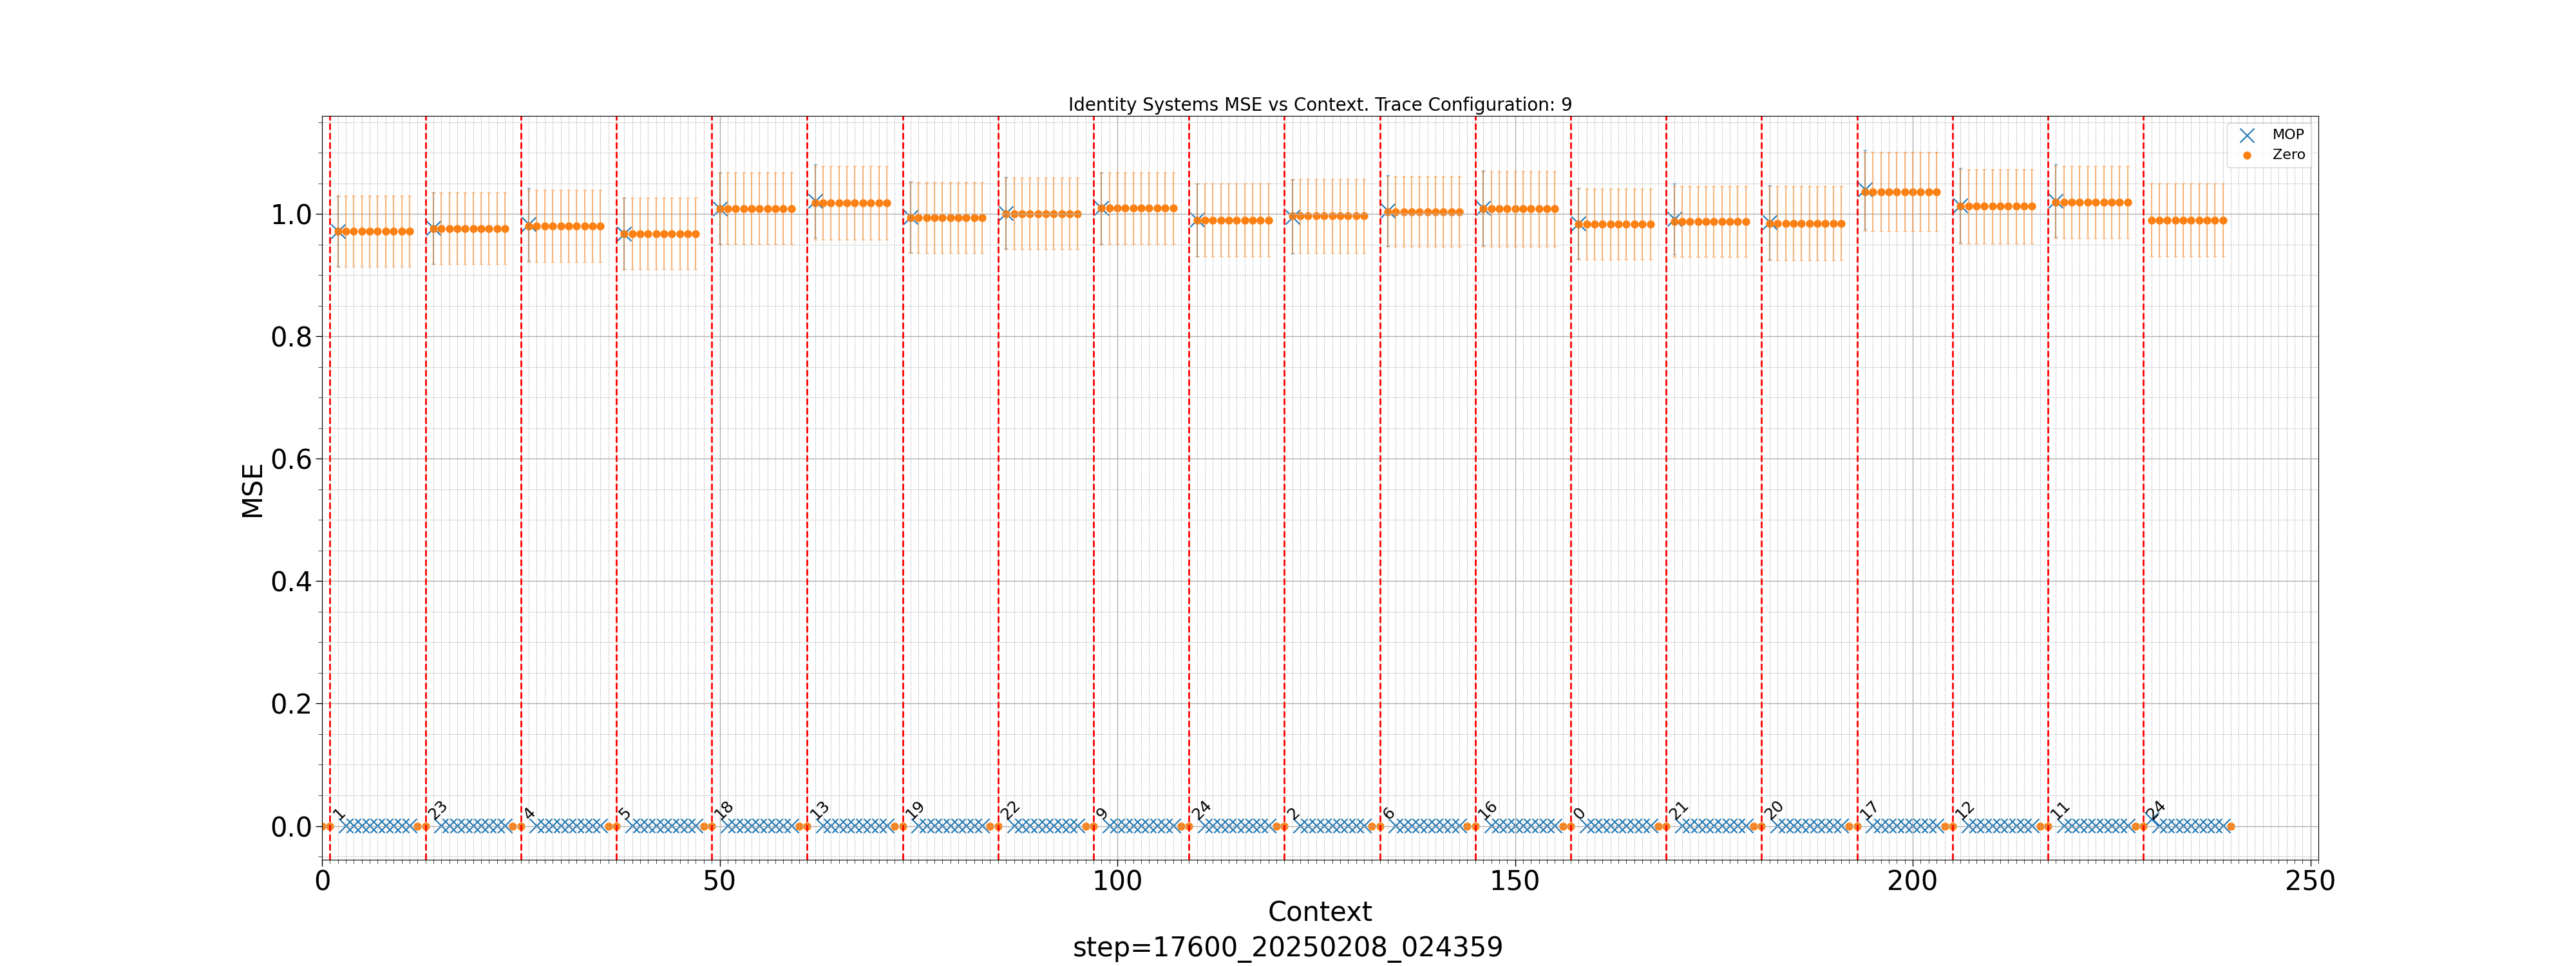 Identity Systems MSE vs Context. Trace Configuration: 9
MOP
Zero
1.0
0.8
0.6
0.4
0.2
0.0
MSE
1 23 4 5 18 13 19 22 9 24 2 6 16 0 21 20 17 12 11 24
0 50 100 150 200 250
Context
step=17600_20250208_024359